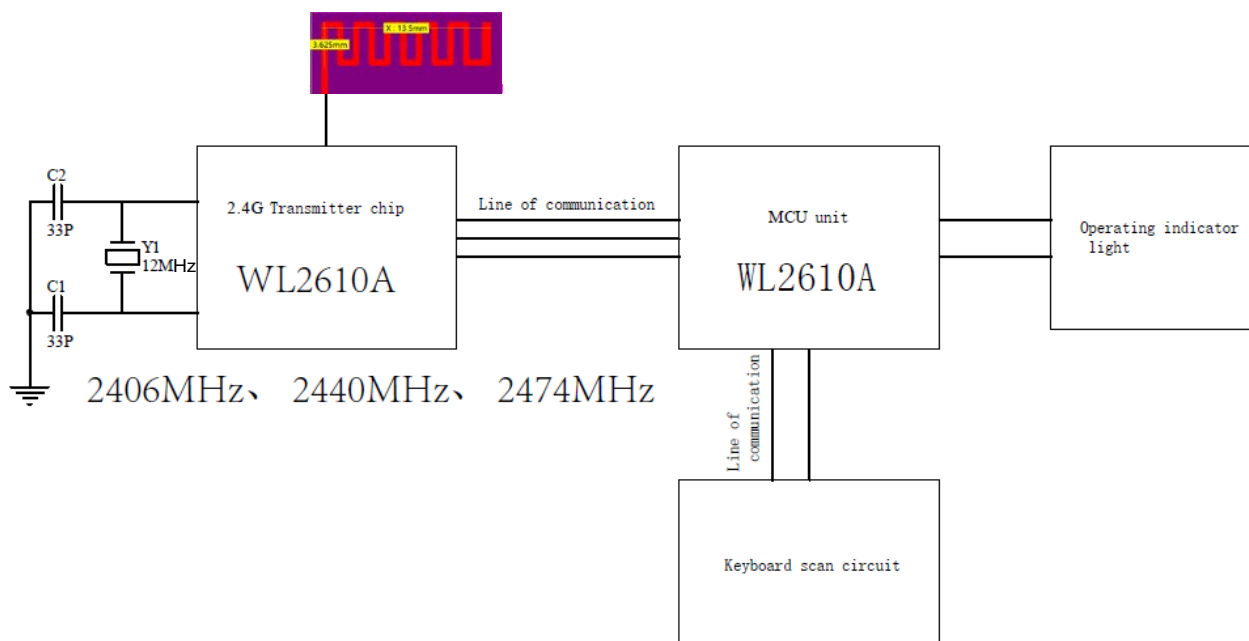 X : 13.5mm
3.625mm
C2
33P
Y1
12MHz
C1
33P
2.4G Transmitter chip
WL2610A
Line of communication
MCU unit
WL2610A
Operating indicator
light
2406MHz、 2440MHz、 2474MHz
Line of
communication
Keyboard scan circuit